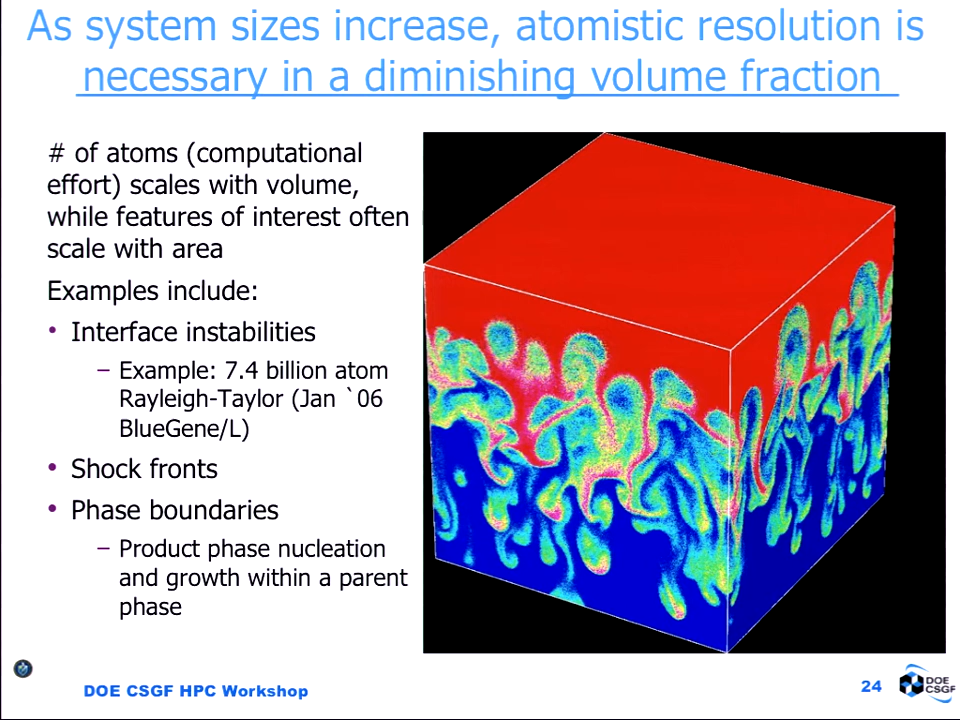 As system sizes increase, atomistic resolution is
necessary in a diminishing volume fraction
# of atoms (computational
effort) scales with volume,
while features of interest often
scale with area
Examples include:
• Interface instabilities
– Example: 7.4 billion atom
Rayleigh-Taylor (Jan `06
BlueGene/L)
• Shock fronts
• Phase boundaries
– Product phase nucleation
and growth within a parent
phase
DOE CSGF HPC Workshop
24
DOE
CSGF